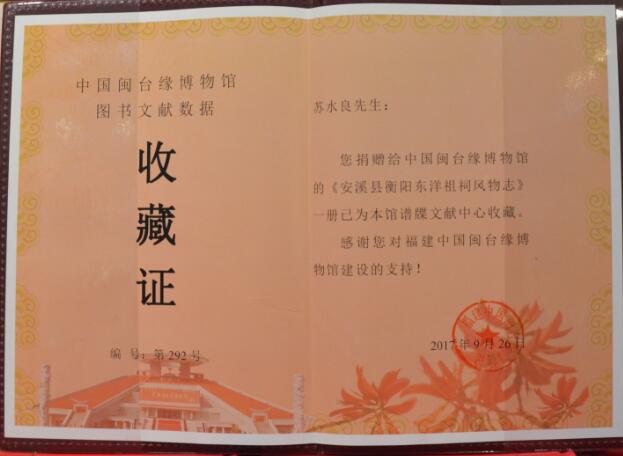 中国闽台缘博物馆
图书文献数据
收藏证
编号：第292号
苏水良先生：
您捐赠给中国闽台缘博物馆
的《安溪县衡阳东洋祖祠风物志》
一册已为本馆谱牒文献中心收藏。
感谢您对福建中国闽台缘博
物馆建设的支持！
2017年9月26日